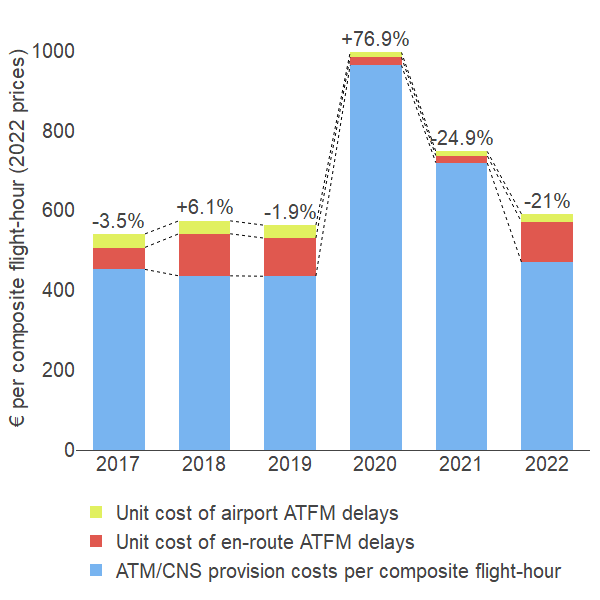 +76.9%
1000
800
-24.9%
600
-3.5%
+6.1%
-1.9%
-21%
400
200
0
€ per composite flight-hour (2022 prices)
2017 2018 2019 2020 2021 2022
Unit cost of airport ATFM delays
Unit cost of en-route ATFM delays
ATM/CNS provision costs per composite flight-hour